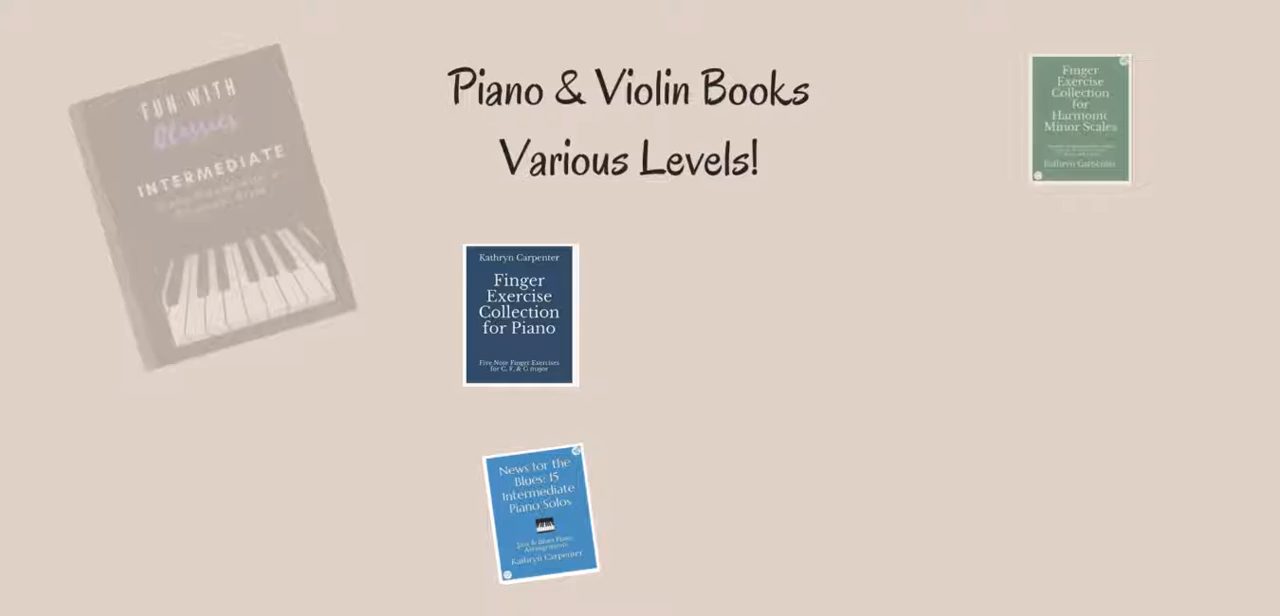 Piano & Violin Books
Various Levels!
FUN WITH
Classics
INTERMEDIATE
Finger
Exercise
Collection
for
Harmonic
Minor Scales
Kathryn Carpenter
Kathryn Carpenter
Finger
Exercise
Collection
for Piano
Five Note Finger Exercises
for C, F, & G major
News for the
Blues: 15
Intermediate
Piano Solos
Jazz & Blues Piano
Arrangements
Kathryn Carpenter